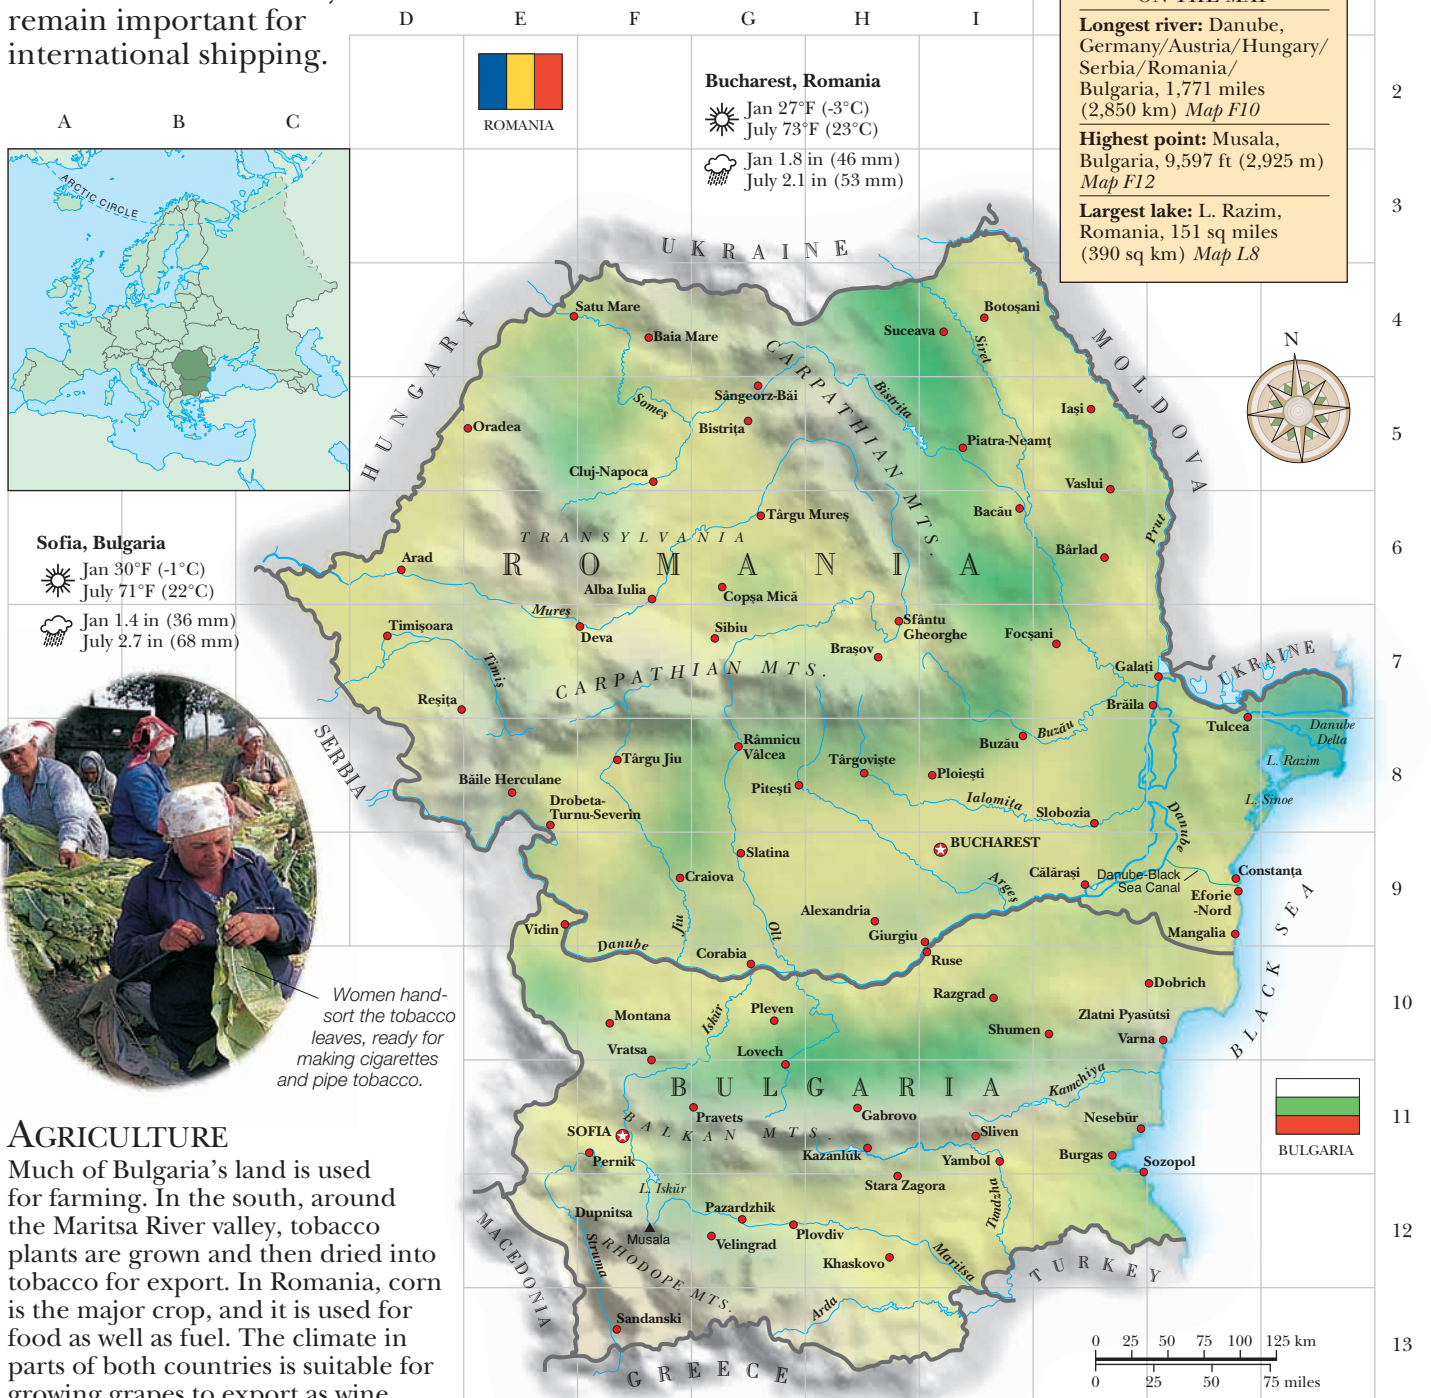 remain important for
international shipping.
A
B
C
D
E
F
G
H
I
2
3
4
5
6
7
8
9
10
11
12
13
ROMANIA
Bucharest, Romania
Jan 27°F (-3°C)
July 73°F (23°C)
Jan 1.8 in (46 mm)
July 2.1 in (53 mm)
Longest river: Danube,
Germany/Austria/Hungary/
Serbia/Romania/
Bulgaria, 1,771 miles
(2,850 km) Map F10
Highest point: Musala,
Bulgaria, 9,597 ft (2,925 m)
Map F12
Largest lake: L. Razim,
Romania, 151 sq miles
(390 sq km) Map L8
ARCTIC CIRCLE
UKRAINE
HUNGARY
MOLDOVA
N
Satu Mare
Baia Mare
Botoşani
Suceava
Siret
CARPATHIAN MTS.
Sângeorz-Băi
Bistriţa
Bistriţa
Someş
Iaşi
Oradea
Piatra-Neamţ
Cluj-Napoca
Vaslui
Bacău
Târgu Mureş
Prut
TRANSYLVANIA
ROMANIA
Bârlad
Arad
Alba Iulia
Copşa Mică
Mureş
Deva
Sibiu
Sfântu
Gheorghe
Focşani
Timişoara
Braşov
Timiş
CARPATHIAN MTS.
Galaţi
UKRAINE
Reşiţa
Brăila
Tulcea
Danube
Delta
SERBIA
Râmnicu
Vâlcea
Buzău
Buzău
Târgu Jiu
Târgovişte
Ploieşti
L. Razim
Băile Herculane
Piteşti
Ialomiţa
L. Sinoe
Drobeta-
Turnu-Severin
Slobozia
Danube
BUCHAREST
Slatina
Craiova
Călăraşi
Danube-Black
Sea Canal
Constanţa
Argeş
Eforie
-Nord
Alexandria
Vidin
Jiu
Olt
Giurgiu
Mangalia
BLACK SEA
Danube
Corabia
Ruse
Razgrad
Dobrich
Montana
Iskŭr
Pleven
Zlatni Pyasŭtsi
Shumen
Varna
Vratsa
Lovech
BULGARIA
Kamchiya
Pravets
Gabrovo
Nesebŭr
SOFIA
BALKAN MTS.
Sliven
Kazanlŭk
Yambol
Burgas
Sozopol
Pernik
L. Iskŭr
Stara Zagora
Tundzha
Dupnitsa
Pazardzhik
Musala
Velingrad
Plovdiv
MACEDONIA
Struma
RHODOPE MTS.
Khaskovo
Maritsa
TURKEY
Sandanski
Arda
GREECE
BULGARIA
0 25 50 75 100 125 km
0 25 50 75 miles
Sofia, Bulgaria
Jan 30°F (-1°C)
July 71°F (22°C)
Jan 1.4 in (36 mm)
July 2.7 in (68 mm)
Women hand-
sort the tobacco
leaves, ready for
making cigarettes
and pipe tobacco.
AGRICULTURE
Much of Bulgaria's land is used
for farming. In the south, around
the Maritsa River valley, tobacco
plants are grown and then dried into
tobacco for export. In Romania, corn
is the major crop, and it is used for
food as well as fuel. The climate in
parts of both countries is suitable for
growing grapes to export as wine.